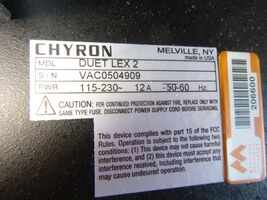 CHYRON MELVILLE, NY
made in USA
MDL DUET LEX 2
S/N VAC0504909
PWR 115-230~ 12A ~50-60 Hz.
CAUTION! FOR CONTINUED PROTECTION AGAINST FIRE, REPLACE ONLY WITH
SAME TYPE FUSE. DISCONNECT POWER SUPPLY CORD BEFORE SERVICING.
This device complies with part 15 of the FCC
Rules. Operation is subject to the following two
conditions: (1) This device may not cause harmful
interference, and (2) this device must accept any
interference received, including interference that
may cause undesired operation.
206600